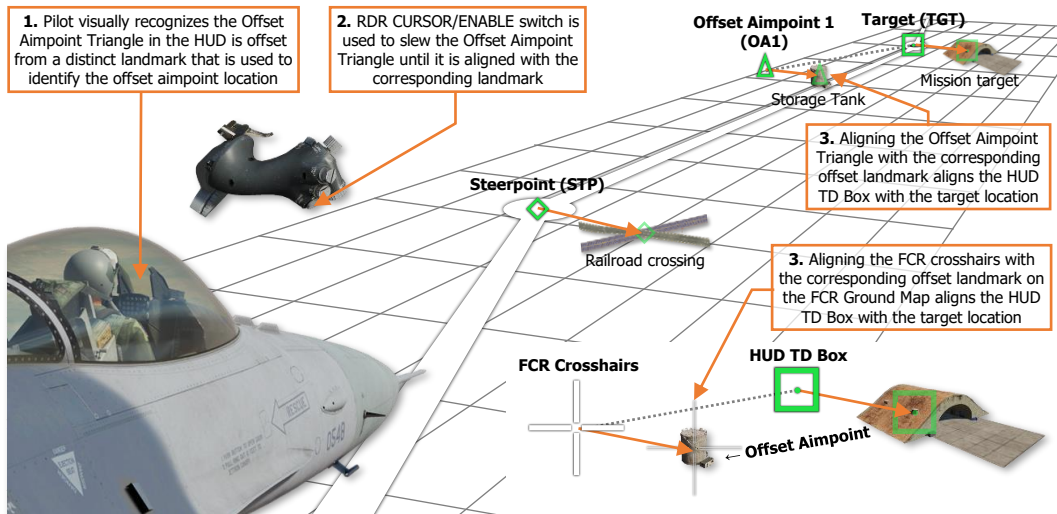 1. Pilot visually recognizes the Offset
Aimpoint Triangle in the HUD is offset
from a distinct landmark that is used to
identify the offset aimpoint location
2. RDR CURSOR/ENABLE switch is
used to slew the Offset Aimpoint
Triangle until it is aligned with the
corresponding landmark
Offset Aimpoint 1
(OA1)
Target (TGT)
Mission target
Storage Tank
3. Aligning the Offset Aimpoint
Triangle with the corresponding
offset landmark aligns the HUD
TD Box with the target location
Steerpoint (STP)
Railroad crossing
3. Aligning the FCR crosshairs with
the corresponding offset landmark on
the FCR Ground Map aligns the HUD
TD Box with the target location
FCR Crosshairs
HUD TD Box
← Offset Aimpoint
RESCUE
0548